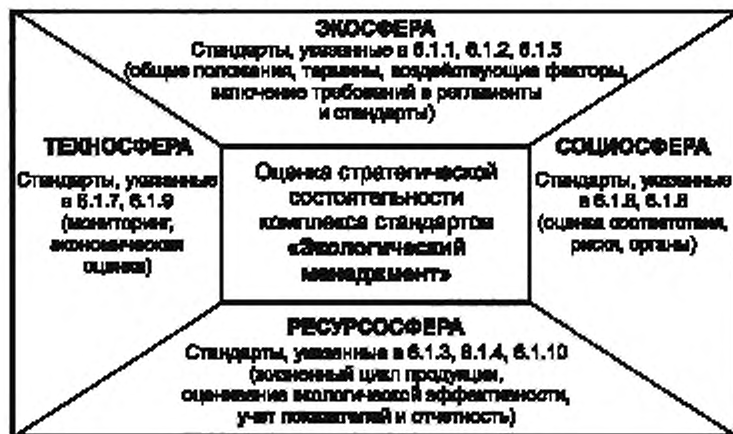 ЭКОСФЕРА
Стандарты, указанные в 6.1.1, 6.1.2, 6.1.5
(общие положения, термины, воздействующие факторы,
включение требований в регламенты
и стандарты)
ТЕХНОСФЕРА
Стандарты, указанные
в 6.1.7, 6.1.9
(мониторинг,
экономическая
оценка)
Оценка стратегической
состоятельности
комплекса стандартов
«Экологический
менеджмент»
СОЦИОСФЕРА
Стандарты, указанные
в 6.1.6, 6.1.8
(оценка соответствия,
риски, органы)
РЕСУРСОСФЕРА
Стандарты, указанные в 6.1.3, 6.1.4, 6.1.10
(жизненный цикл продукции,
оценивание экологической эффективности,
учет показателей и отчетность)